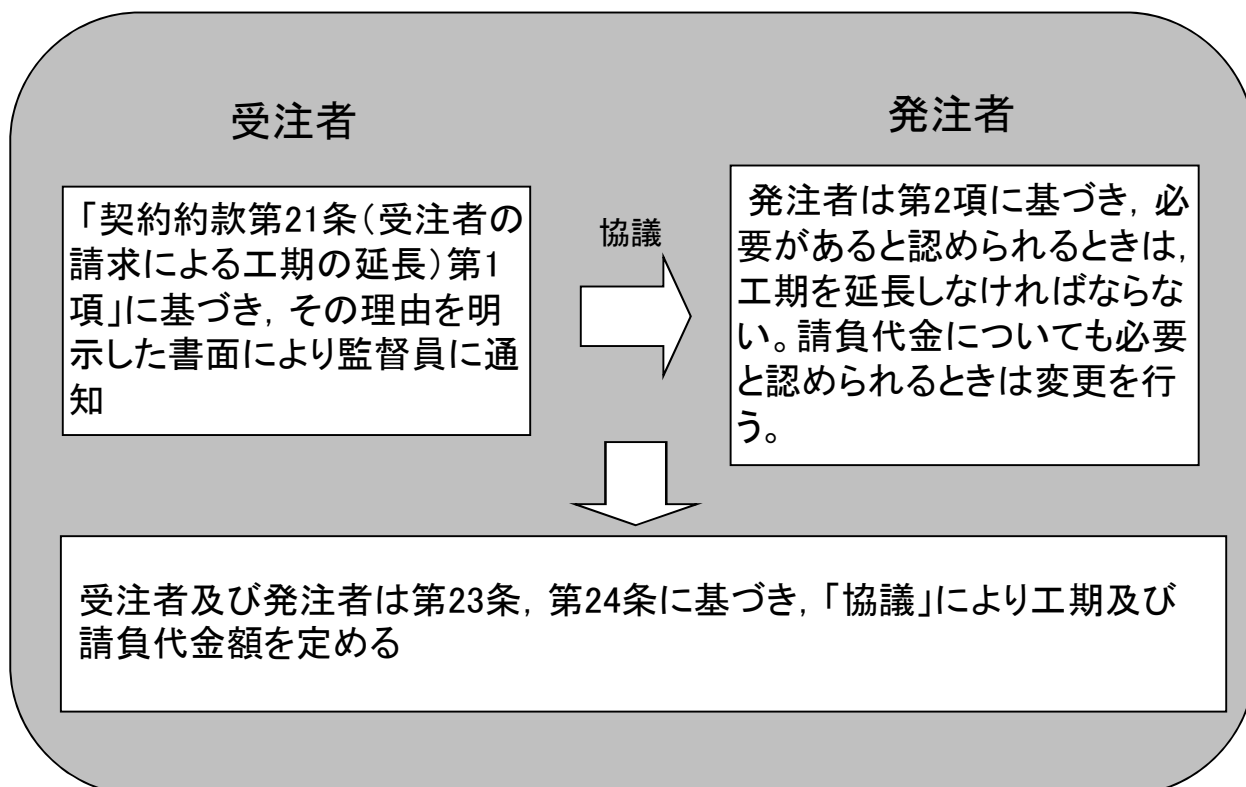 受注者
発注者
「契約約款第21条（受注者の
請求による工期の延長）第1
項」に基づき，その理由を明
示した書面により監督員に通
知
協議
発注者は第2項に基づき，必
要があると認められるときは，
工期を延長しなければならな
い。請負代金についても必要
と認められるときは変更を行
う。
受注者及び発注者は第23条，第24条に基づき，「協議」により工期及び
請負代金額を定める